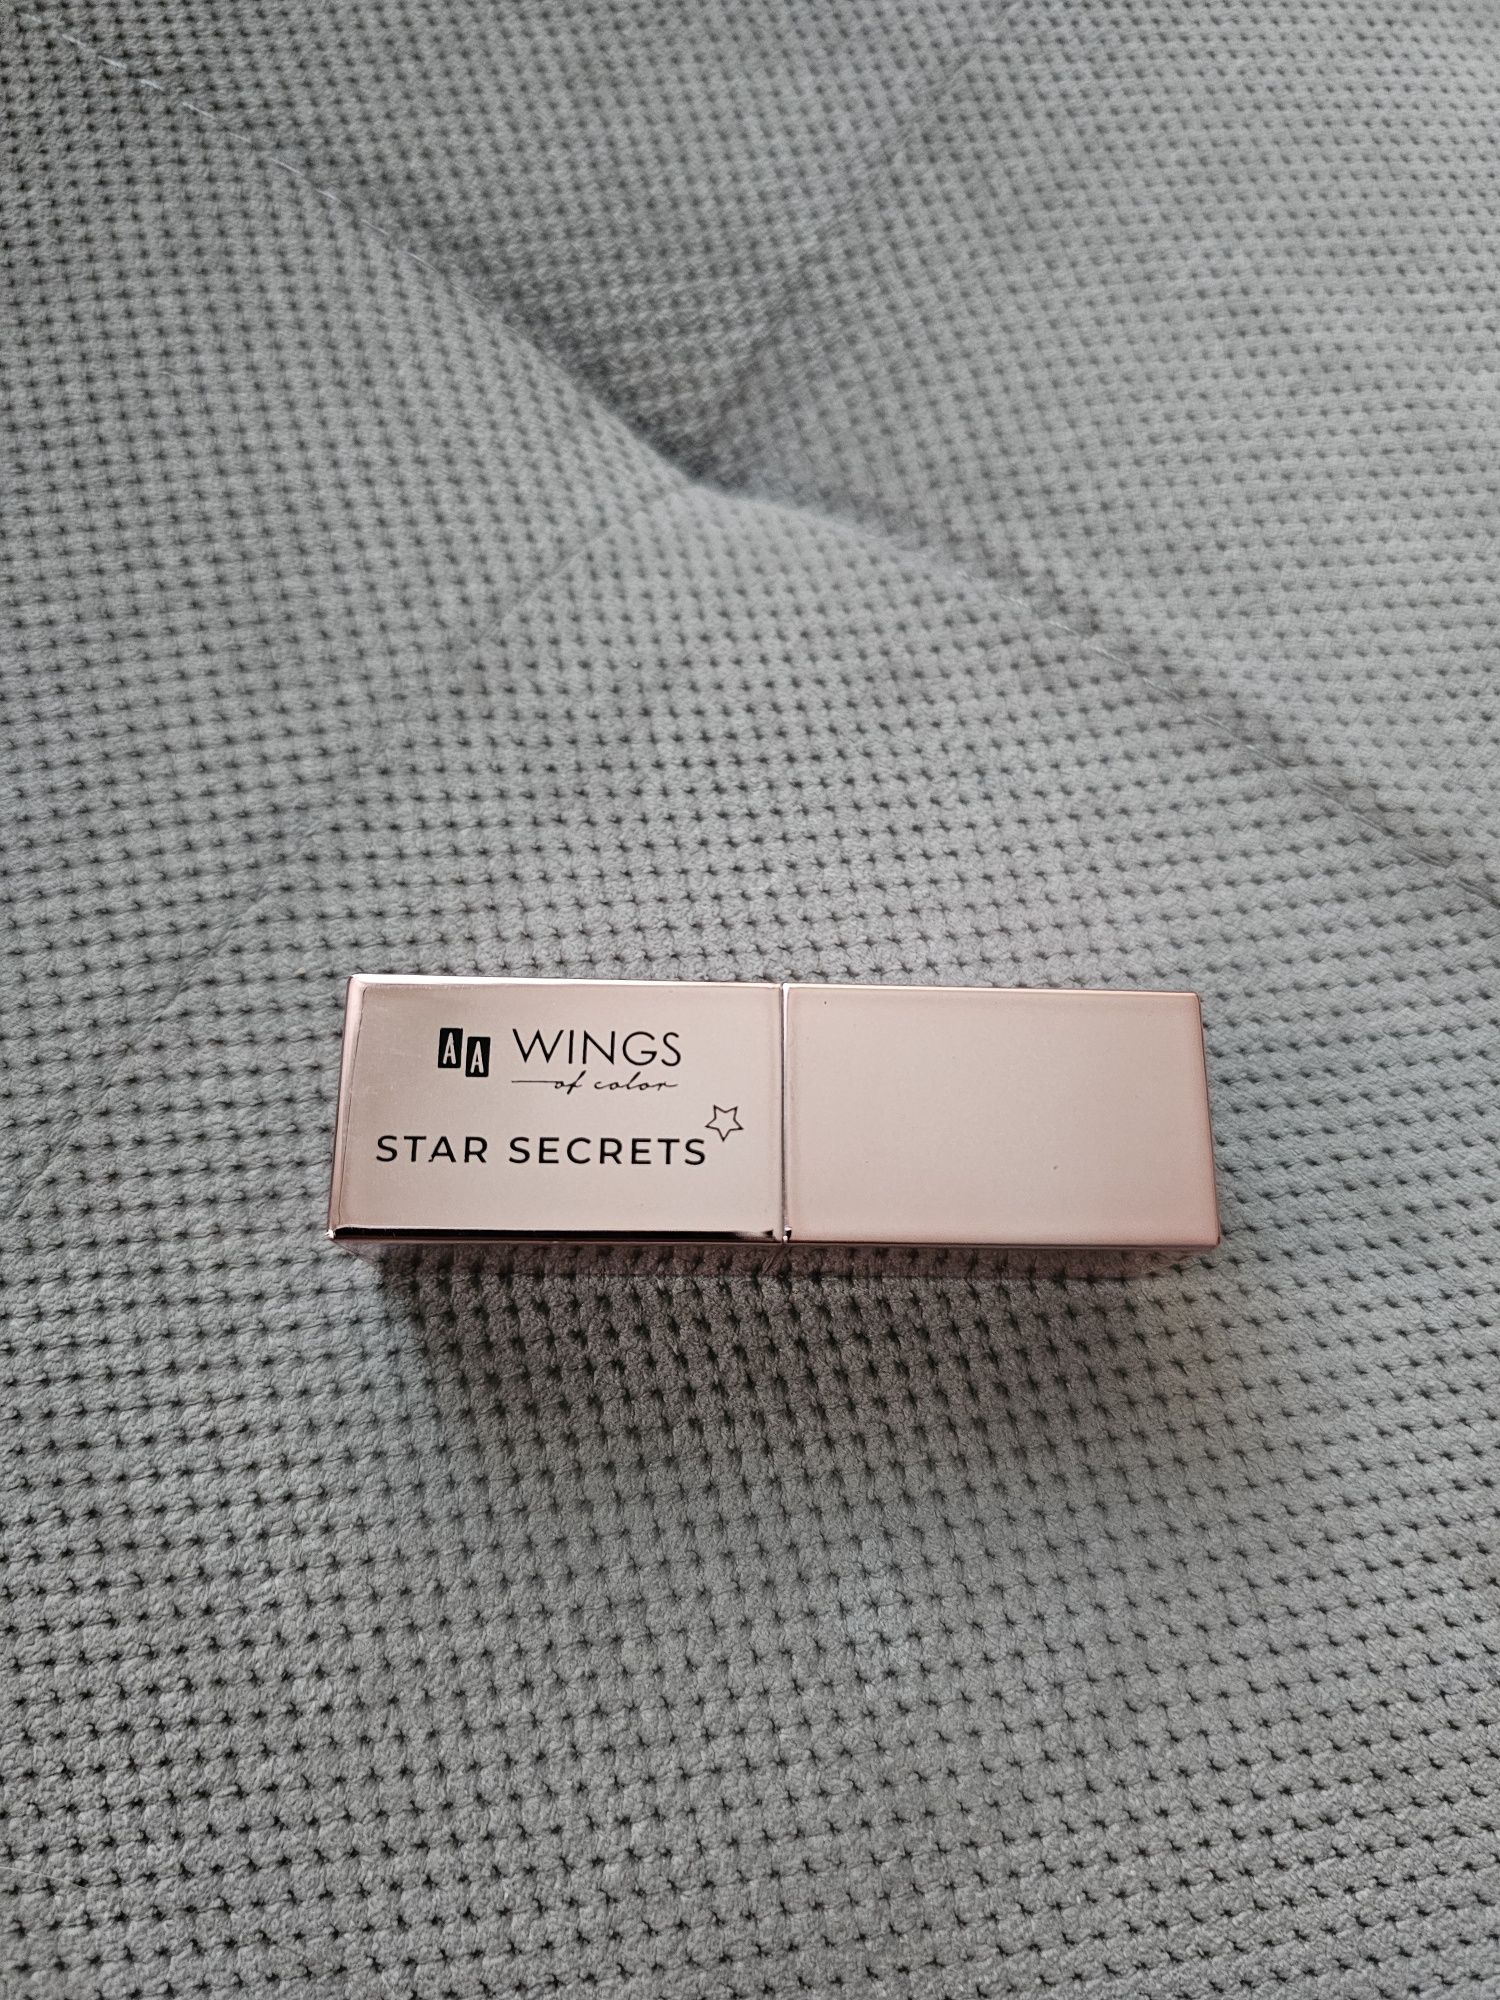 AA WINGS
of color
STAR SECRETS